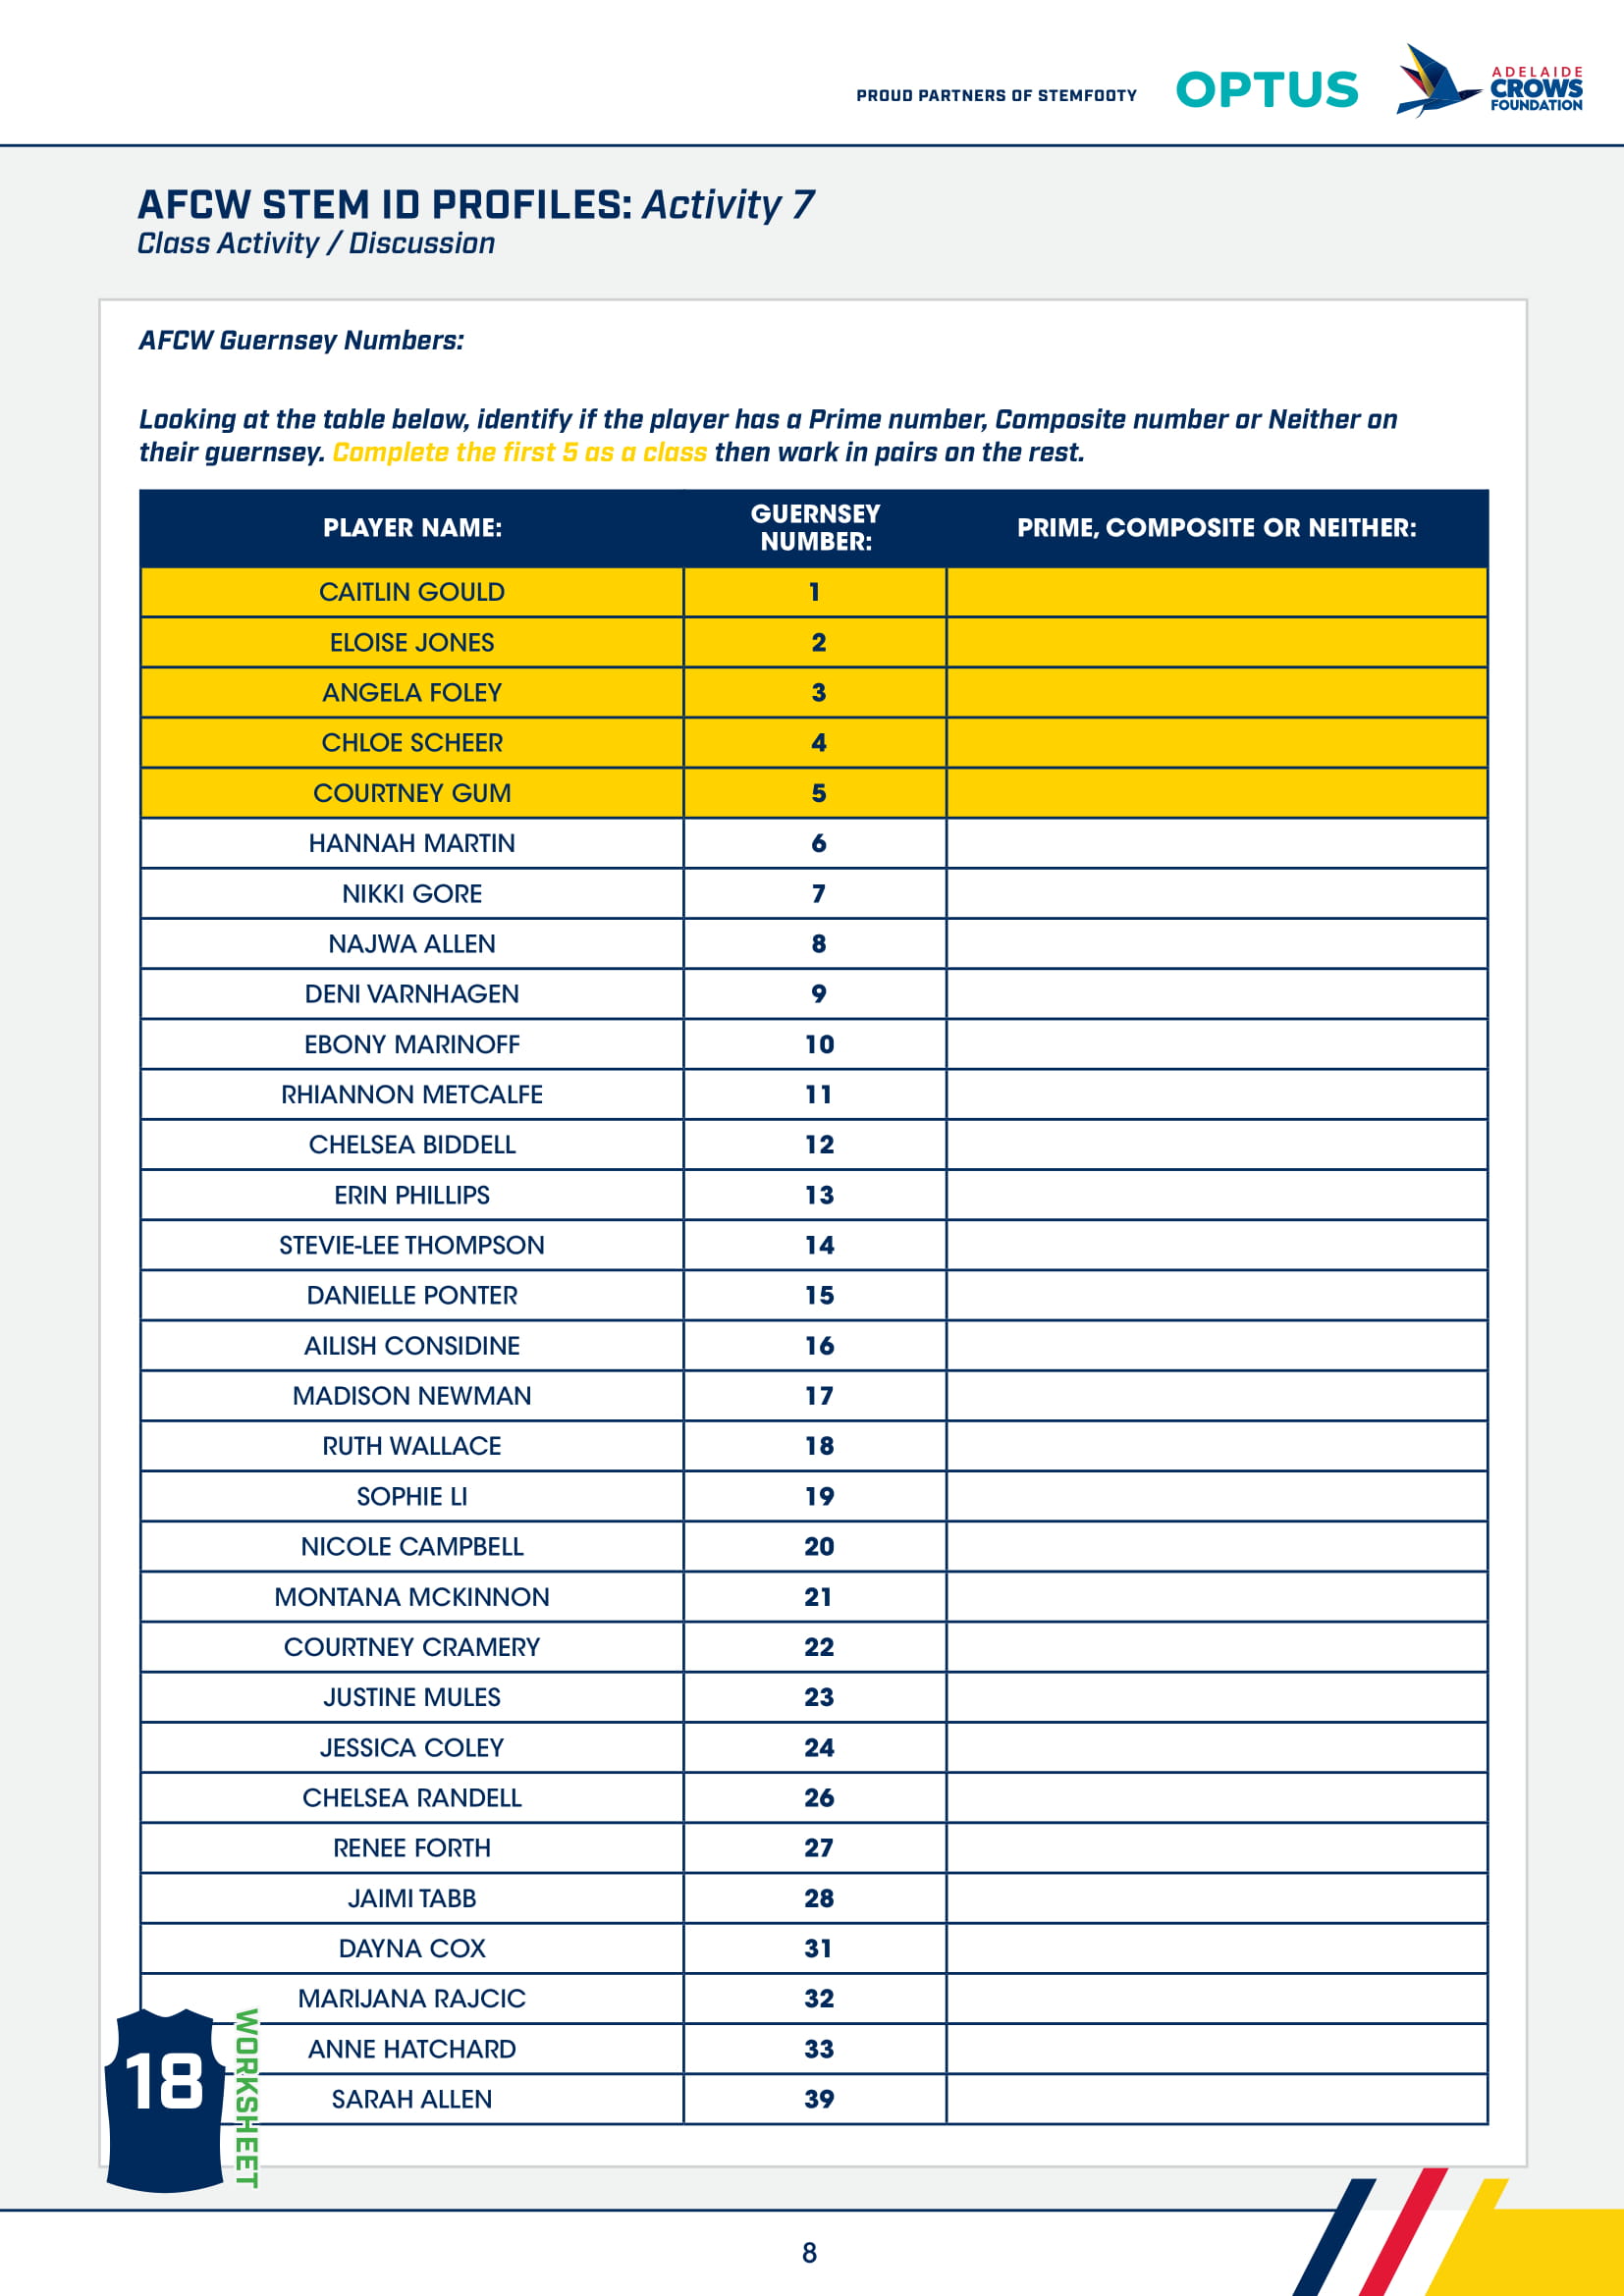 PROUD PARTNERS OF STEMFOOTY
OPTUS
ADELAIDE
CROWS
FOUNDATION
AFCW STEM ID PROFILES: Activity 7
Class Activity / Discussion
AFCW Guernsey Numbers:
Looking at the table below, identify if the player has a Prime number, Composite number or Neither on
their guernsey. Complete the first 5 as a class then work in pairs on the rest.
PLAYER NAME: GUERNSEY NUMBER: PRIME, COMPOSITE OR NEITHER:
CAITLIN GOULD 1
ELOISE JONES 2
ANGELA FOLEY 3
CHLOE SCHEER 4
COURTNEY GUM 5
HANNAH MARTIN 6
NIKKI GORE 7
NAJWA ALLEN 8
DENI VARNHAGEN 9
EBONY MARINOFF 10
RHIANNON METCALFE 11
CHELSEA BIDDELL 12
ERIN PHILLIPS 13
STEVIE-LEE THOMPSON 14
DANIELLE PONTER 15
AILISH CONSIDINE 16
MADISON NEWMAN 17
RUTH WALLACE 18
SOPHIE LI 19
NICOLE CAMPBELL 20
MONTANA MCKINNON 21
COURTNEY CRAMERY 22
JUSTINE MULES 23
JESSICA COLEY 24
CHELSEA RANDELL 26
RENEE FORTH 27
JAIMI TABB 28
DAYNA COX 31
MARIJANA RAJCIC 32
ANNE HATCHARD 33
SARAH ALLEN 39
18
WORKSHEET
8